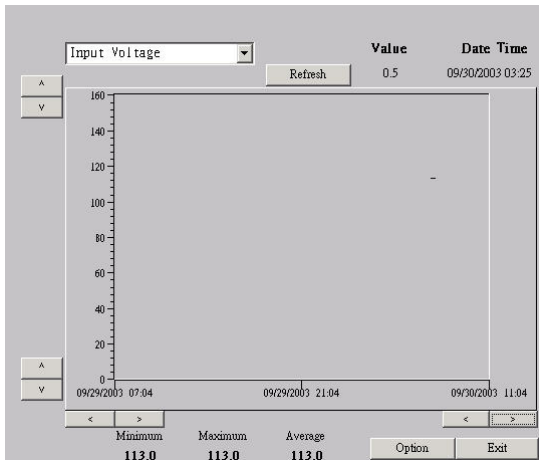 Input Voltage
Value
Date Time
Refresh
0.5
09/30/2003 03:25
^
v
160
140
120
100
80
60
40
20
0
^
v
09/29/2003 07:04
09/29/2003 21:04
09/30/2003 11:04
<
>
<
>
Minimum
Maximum
Average
113.0
113.0
113.0
Option
Exit